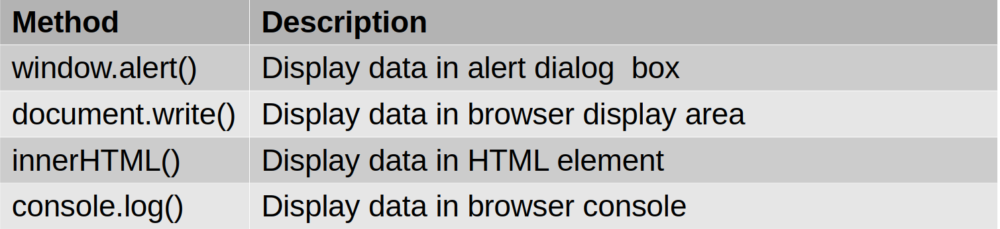 Method Description
window.alert() Display data in alert dialog  box
document.write() Display data in browser display area
innerHTML() Display data in HTML element
console.log() Display data in browser console